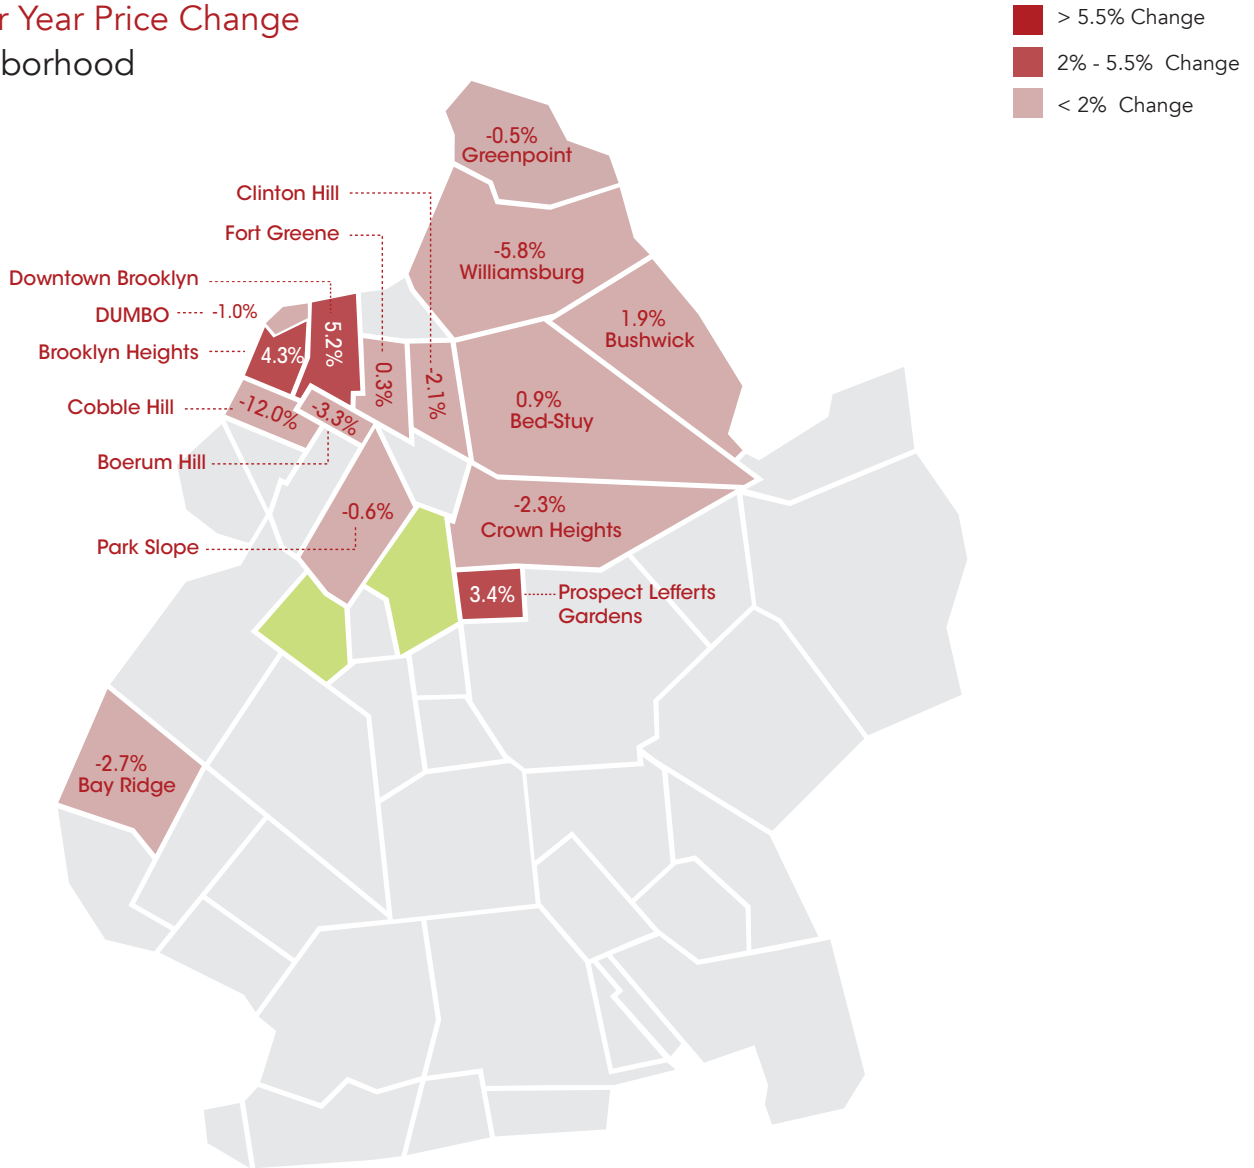 r Year Price Change
borhood
> 5.5% Change
2% - 5.5% Change
< 2% Change
-0.5%
Greenpoint
Clinton Hill
Fort Greene
-5.8%
Williamsburg
Downtown Brooklyn
DUMBO
-1.0%
1.9%
Bushwick
Brooklyn Heights
4.3%
5.2%
0.3%
-2.1%
Cobble Hill
-12.0%
-3.3%
0.9%
Bed-Stuy
Boerum Hill
-0.6%
-2.3%
Crown Heights
Park Slope
3.4%
Prospect Lefferts
Gardens
-2.7%
Bay Ridge